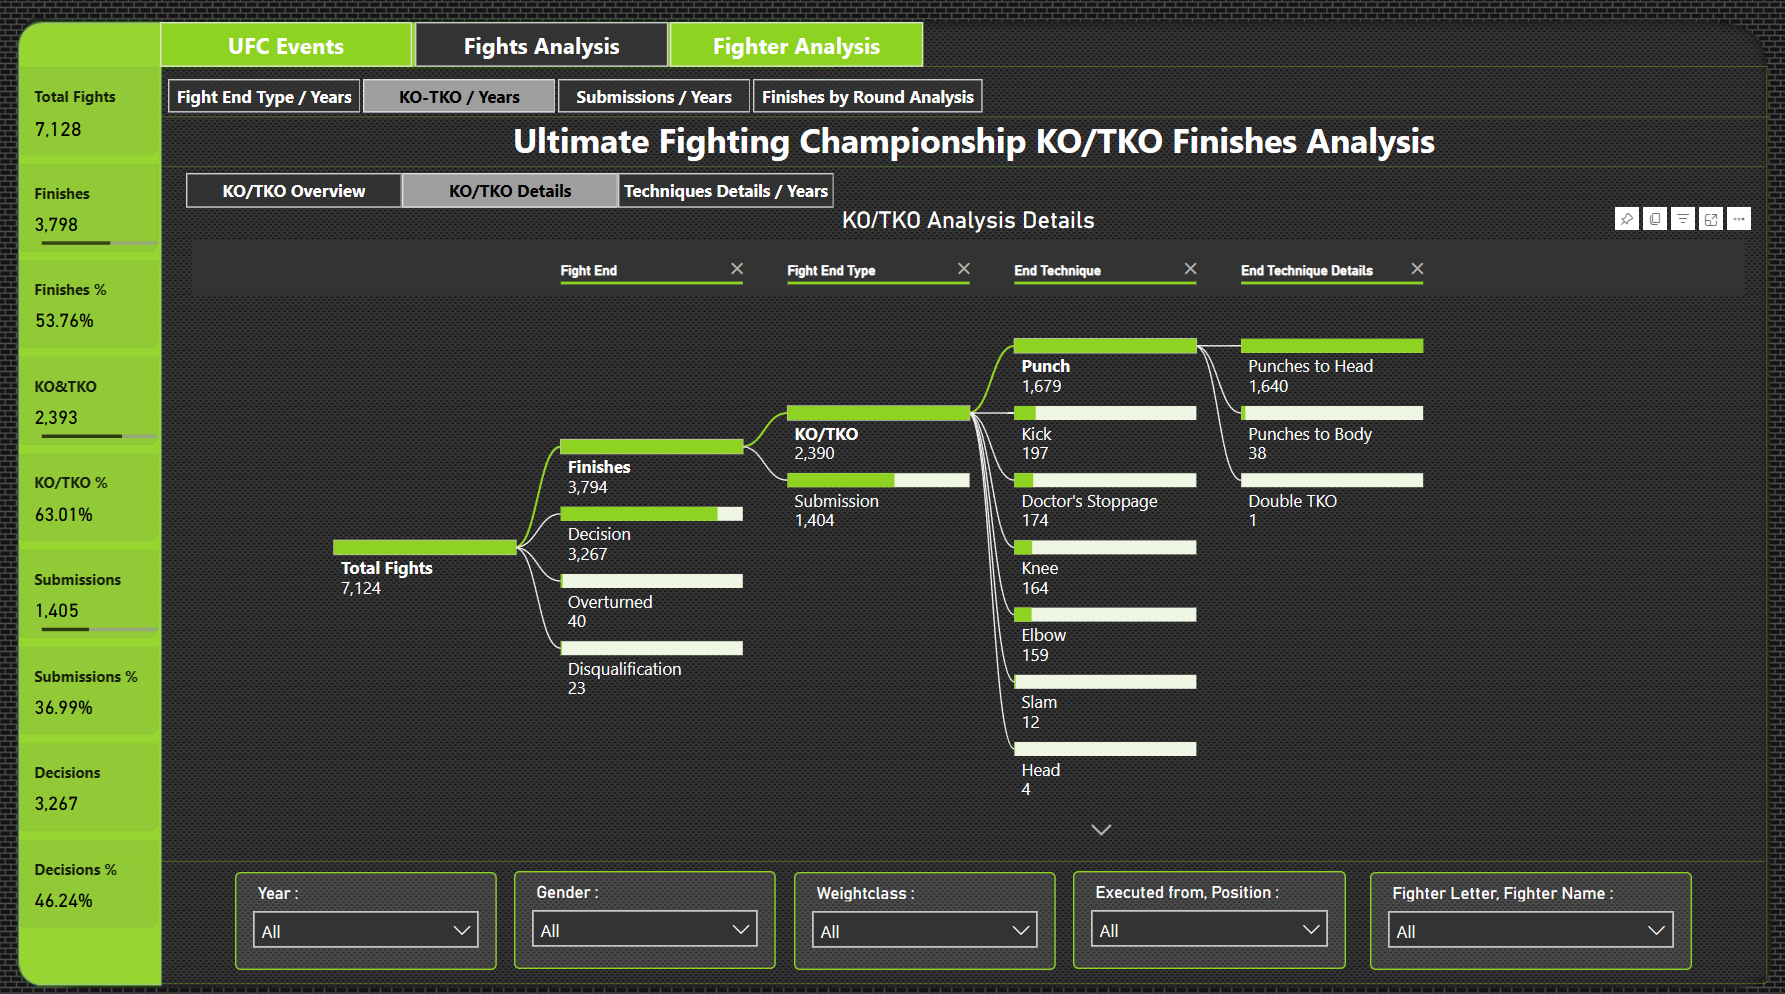 UFC Events
Fights Analysis
Fighter Analysis
Fight End Type / Years
KO-TKO / Years
Submissions / Years
Finishes by Round Analysis
Ultimate Fighting Championship KO/TKO Finishes Analysis
KO/TKO Overview
KO/TKO Details
Techniques Details / Years
KO/TKO Analysis Details
Total Fights
7,128
Finishes
3,798
Finishes %
53.76%
KO&TKO
2,393
KO/TKO %
63.01%
Submissions
1,405
Submissions %
36.99%
Decisions
3,267
Decisions %
46.24%
Fight End
Fight End Type
End Technique
End Technique Details
Total Fights
7,124
Finishes
3,794
Decision
3,267
Overturned
40
Disqualification
23
KO/TKO
2,390
Submission
1,404
Punch
1,679
Kick
197
Doctor's Stoppage
174
Knee
164
Elbow
159
Slam
12
Head
4
Punches to Head
1,640
Punches to Body
38
Double TKO
1
Year :
All
Gender :
All
Weightclass :
All
Executed from, Position :
All
Fighter Letter, Fighter Name :
All